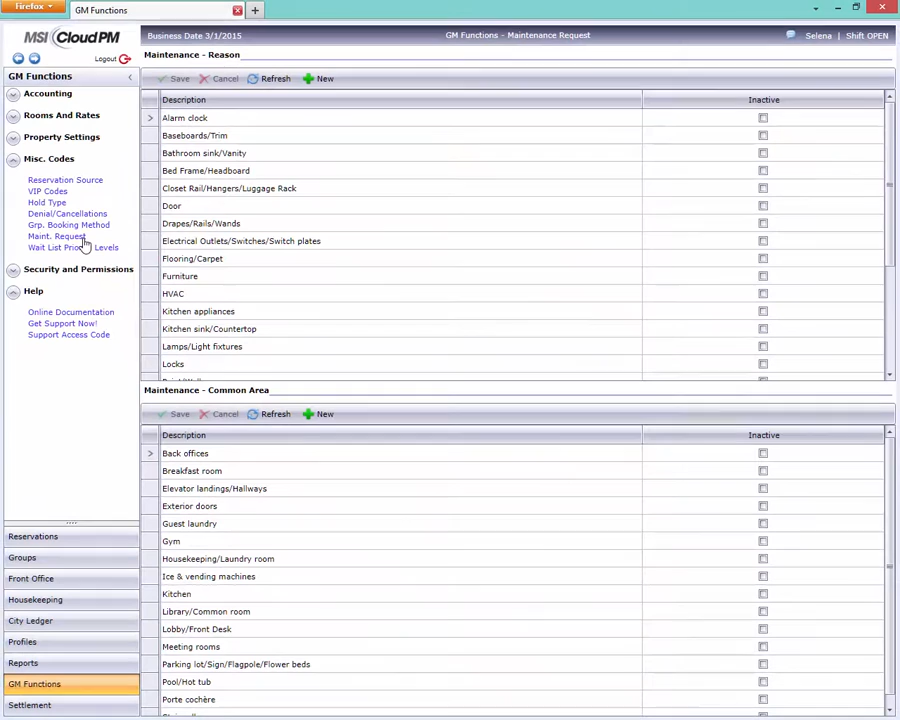 Firefox
GM Functions
MSI CloudPM
Logout
Business Date 3/1/2015
GM Functions - Maintenance Request
Selena
Shift OPEN
GM Functions
Accounting
Rooms And Rates
Property Settings
Misc. Codes
Reservation Source
VIP Codes
Hold Type
Denial/Cancellations
Grp. Booking Method
Maint. Request
Wait List Levels
Security and Permissions
Help
Online Documentation
Get Support Now!
Support Access Code
Reservations
Groups
Front Office
Housekeeping
City Ledger
Profiles
Reports
GM Functions
Settlement
Maintenance - Reason
Save Cancel Refresh New
Description Inactive
Alarm clock
Baseboards/Trim
Bathroom sink/Vanity
Bed Frame/Headboard
Closet Rail/Hangers/Luggage Rack
Door
Drapes/Rails/Wands
Electrical Outlets/Switches/Switch plates
Flooring/Carpet
Furniture
HVAC
Kitchen appliances
Kitchen sink/Countertop
Lamps/Light fixtures
Locks
Maintenance - Common Area
Save Cancel Refresh New
Description Inactive
Back offices
Breakfast room
Elevator landings/Hallways
Exterior doors
Guest laundry
Gym
Housekeeping/Laundry room
Ice & vending machines
Kitchen
Library/Common room
Lobby/Front Desk
Meeting rooms
Parking lot/Sign/Flagpole/Flower beds
Pool/Hot tub
Porte cochère